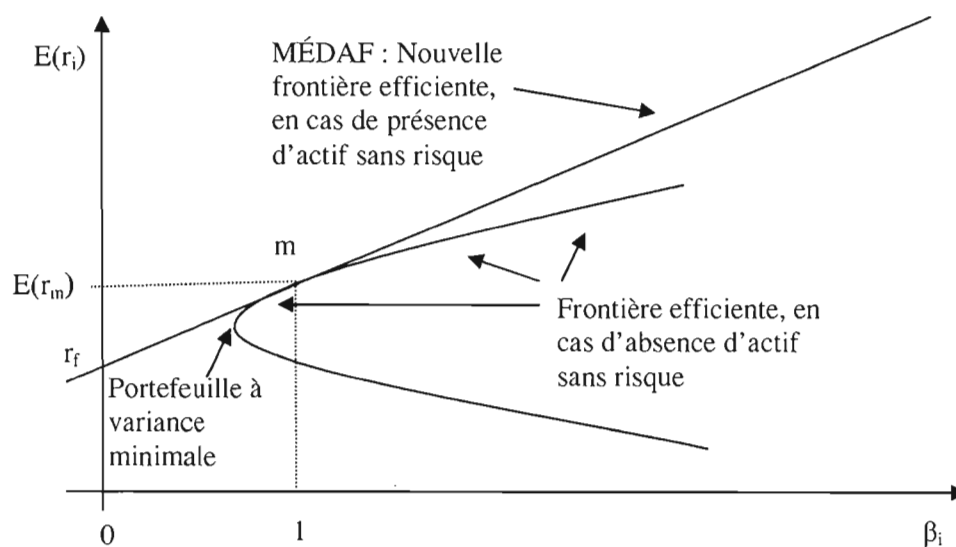 E(rᵢ)
MÉDAF : Nouvelle
frontière efficiente,
en cas de présence
d'actif sans risque
m
E(rₘ)
Frontière efficiente, en
cas d'absence d'actif
sans risque
r_f
Portefeuille à
variance
minimale
0
1
βᵢ